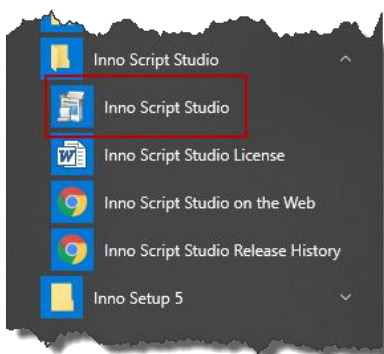 Inno Script Studio
Inno Script Studio
Inno Script Studio License
Inno Script Studio on the Web
Inno Script Studio Release History
Inno Setup 5